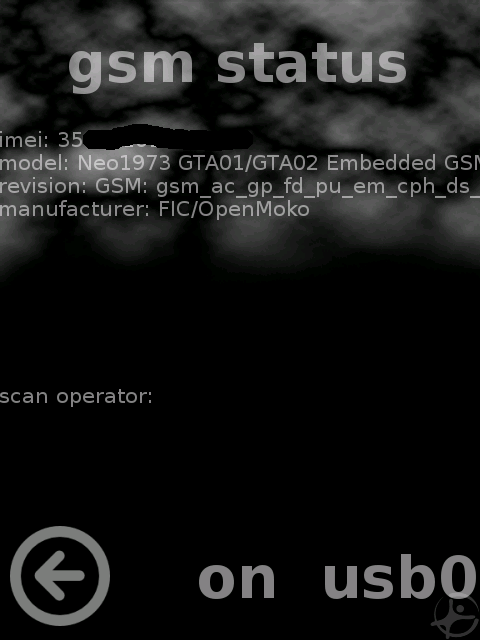 gsm status
imei: 35
model: Neo1973 GTA01/GTA02 Embedded GSM
revision: GSM: gsm_ac_gp_fd_pu_em_cph_ds_
manufacturer: FIC/OpenMoko
scan operator:
on usb0